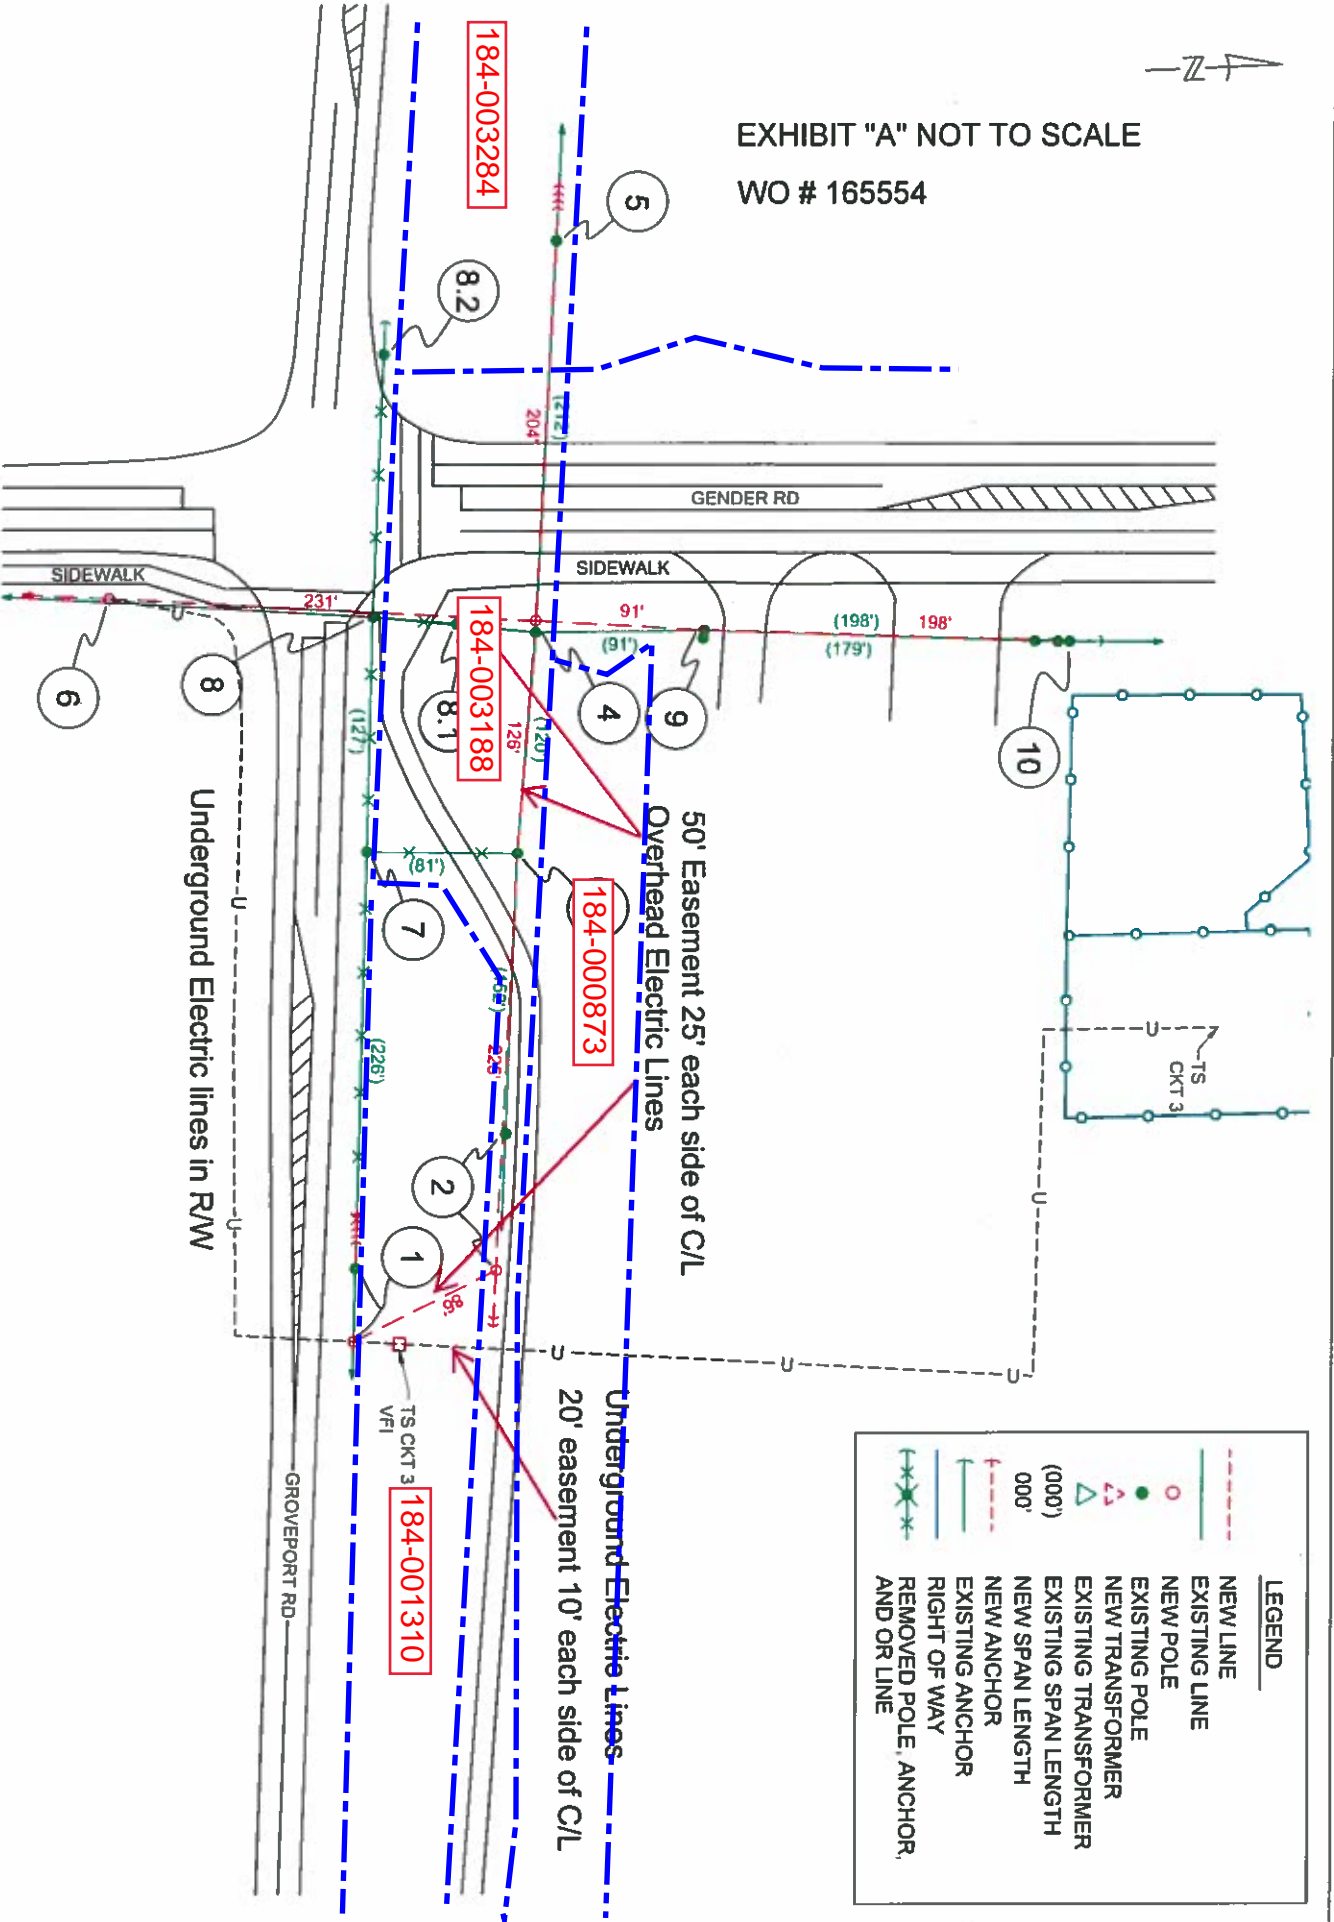 N
EXHIBIT "A" NOT TO SCALE
WO # 165554
184-003284
5
8.2
(212')
204'
GENDER RD
SIDEWALK
SIDEWALK
231'
91'
(91')
(198')
198'
(179')
6
8
8.1
184-003188
4
9
10
(127')
126'
(120')
(81')
7
184-000873
50' Easement 25' each side of C/L
Overhead Electric Lines
Underground Electric lines in R/W
U
U
U
U
U
U
U
U
TS
CKT 3
(152')
226'
(226')
2
1
TS CKT 3
VFI
184-001310
Underground Electric Lines
20' easement 10' each side of C/L
GROVEPORT RD
LEGEND
NEW LINE
EXISTING LINE
NEW POLE
EXISTING POLE
NEW TRANSFORMER
EXISTING TRANSFORMER
(000') EXISTING SPAN LENGTH
000' NEW SPAN LENGTH
NEW ANCHOR
EXISTING ANCHOR
RIGHT OF WAY
REMOVED POLE, ANCHOR,
AND OR LINE